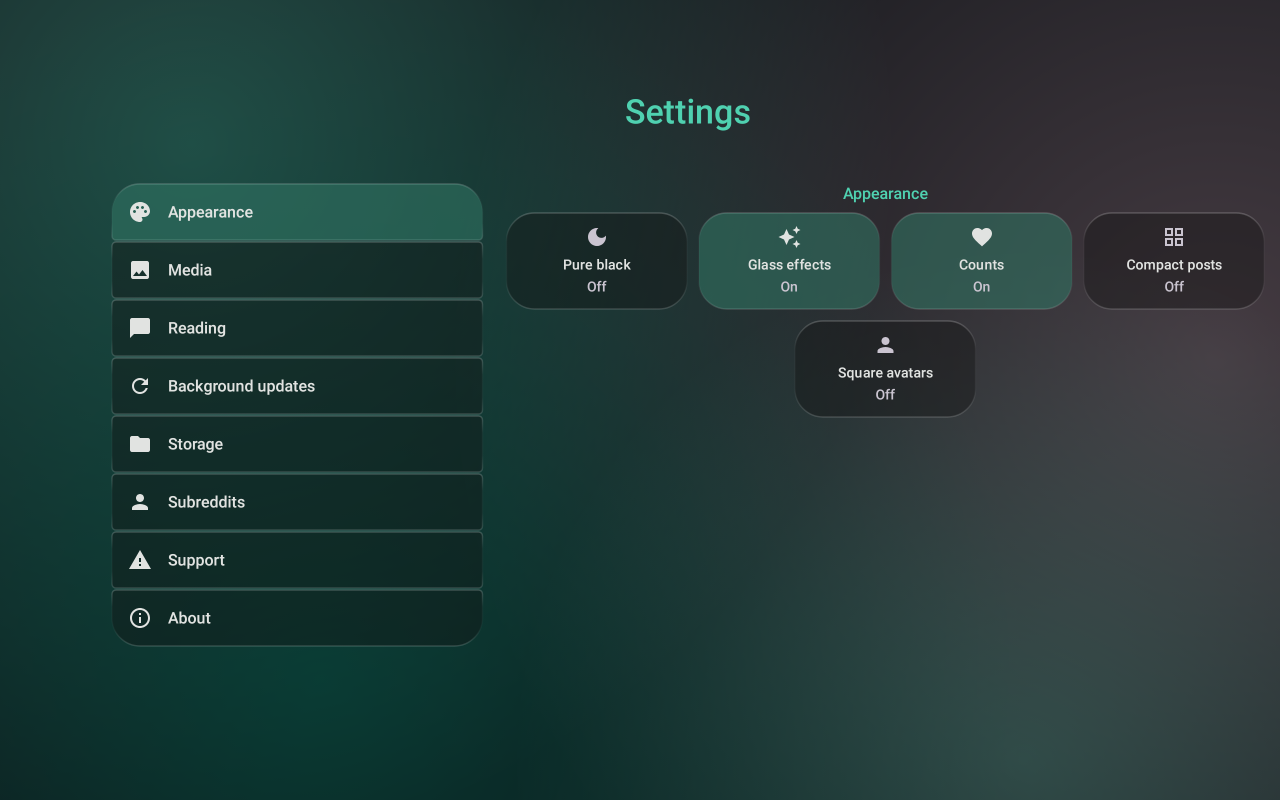 Settings
Appearance
Media
Reading
Background updates
Storage
Subreddits
Support
About
Appearance
Pure black
Off
Glass effects
On
Counts
On
Compact posts
Off
Square avatars
Off